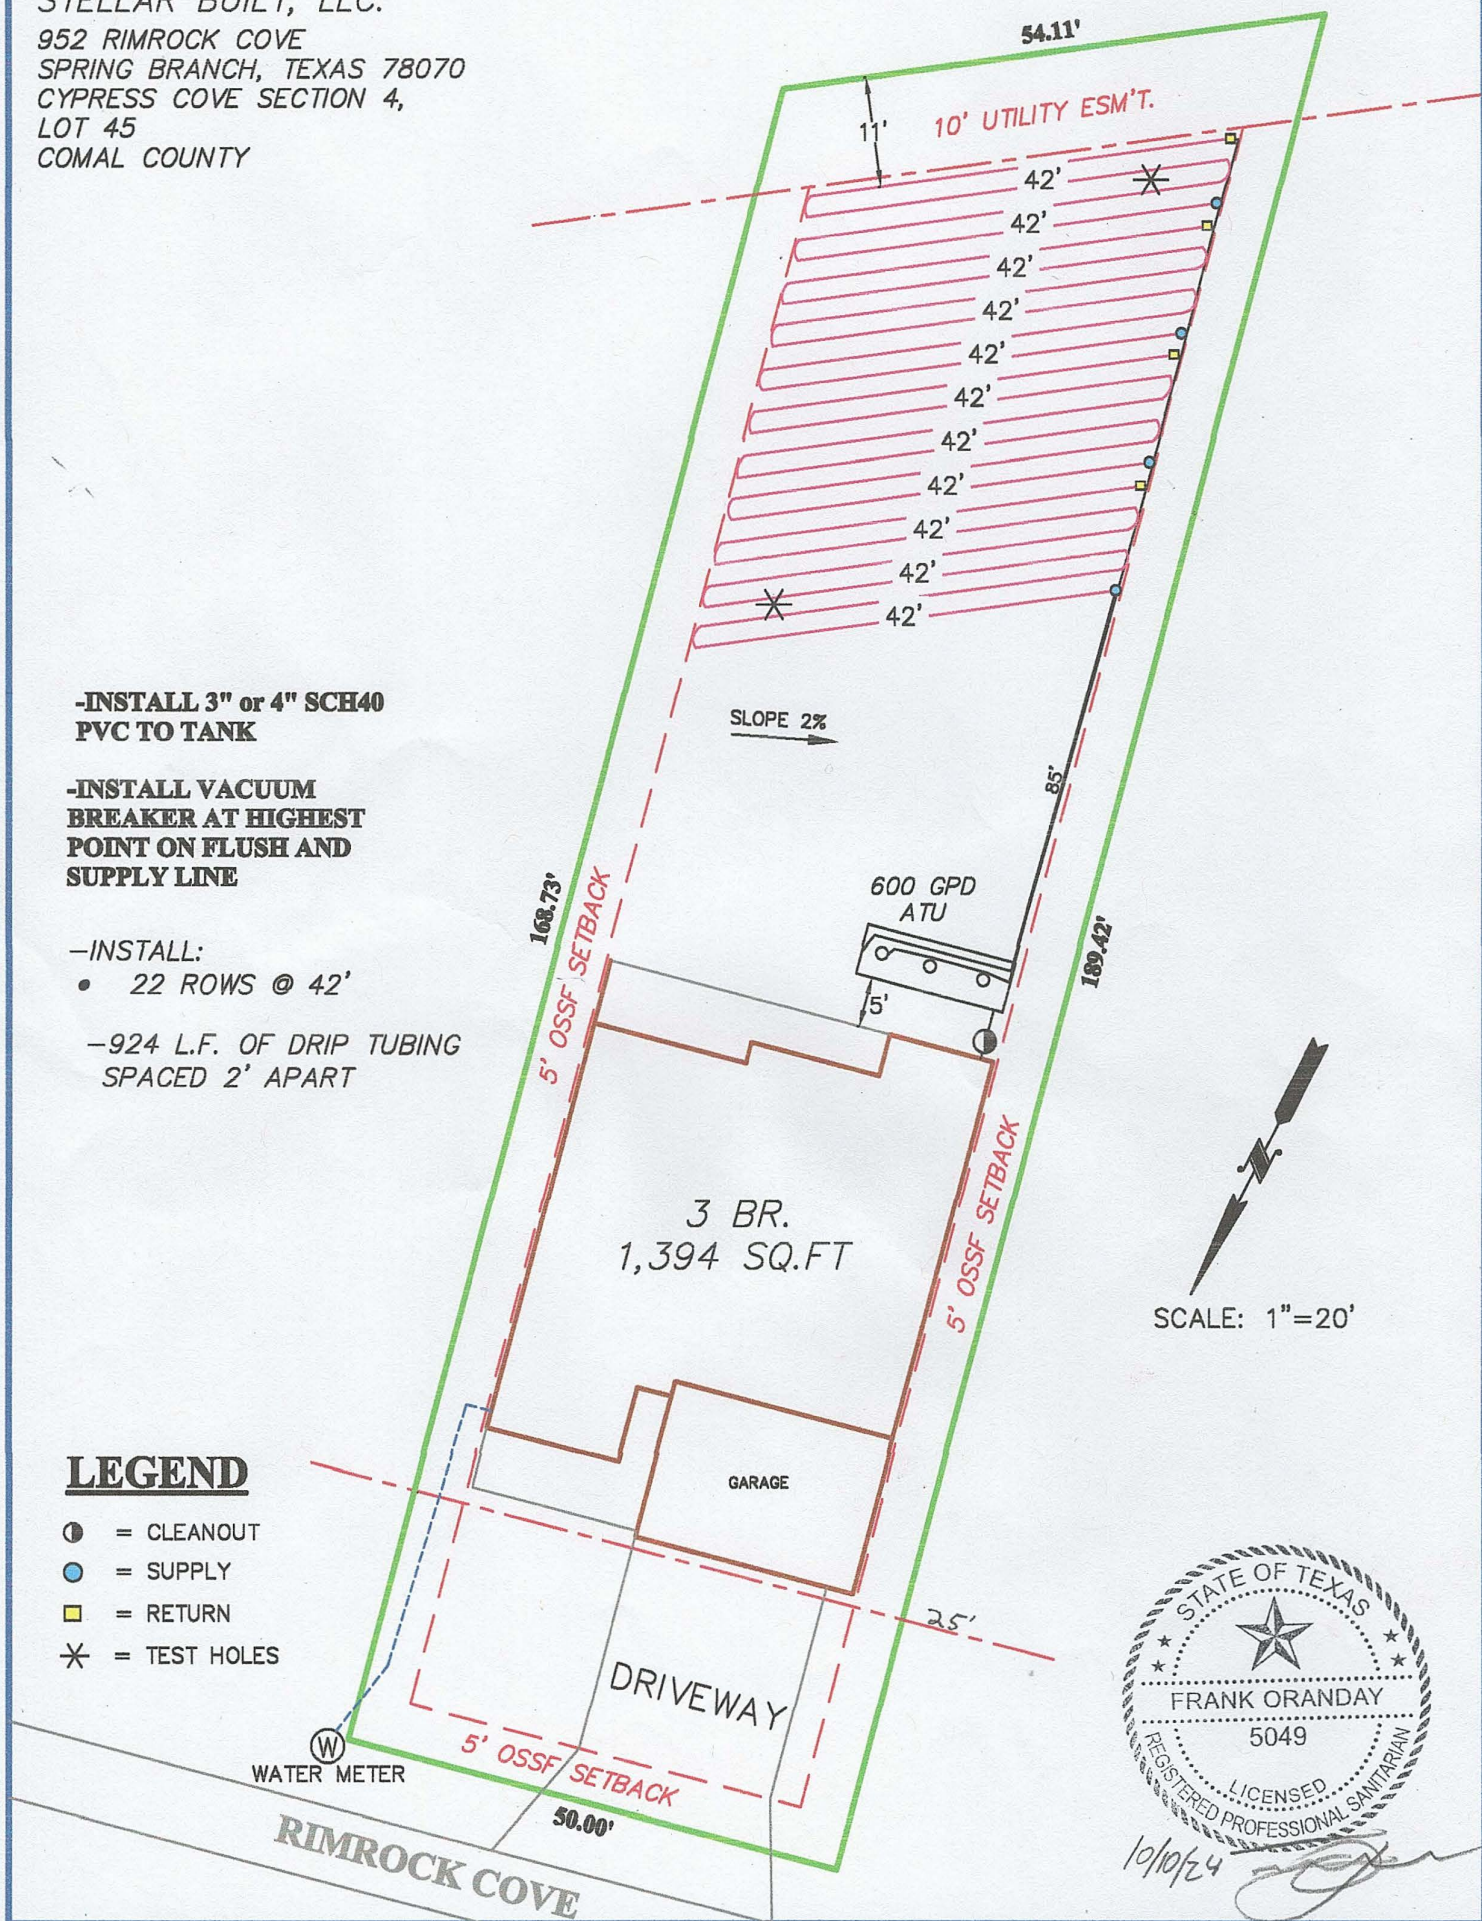 STELLAR BUILT, LLC.
952 RIMROCK COVE
SPRING BRANCH, TEXAS 78070
CYPRESS COVE SECTION 4,
LOT 45
COMAL COUNTY
54.11'
11'
10' UTILITY ESM'T.
42'
42'
42'
42'
42'
42'
42'
42'
42'
42'
42'
-INSTALL 3" or 4" SCH40
PVC TO TANK
-INSTALL VACUUM
BREAKER AT HIGHEST
POINT ON FLUSH AND
SUPPLY LINE
-INSTALL:
• 22 ROWS @ 42'
-924 L.F. OF DRIP TUBING
SPACED 2' APART
SLOPE 2%
85'
168.73'
5' OSSF SETBACK
600 GPD
ATU
5'
189.42'
3 BR.
1,394 SQ.FT
5' OSSF SETBACK
N
SCALE: 1"=20'
GARAGE
LEGEND
= CLEANOUT
= SUPPLY
= RETURN
= TEST HOLES
25'
DRIVEWAY
W
WATER METER
5' OSSF SETBACK
50.00'
RIMROCK COVE
STATE OF TEXAS
FRANK ORANDAY
5049
LICENSED
REGISTERED PROFESSIONAL SANITARIAN
10/10/24